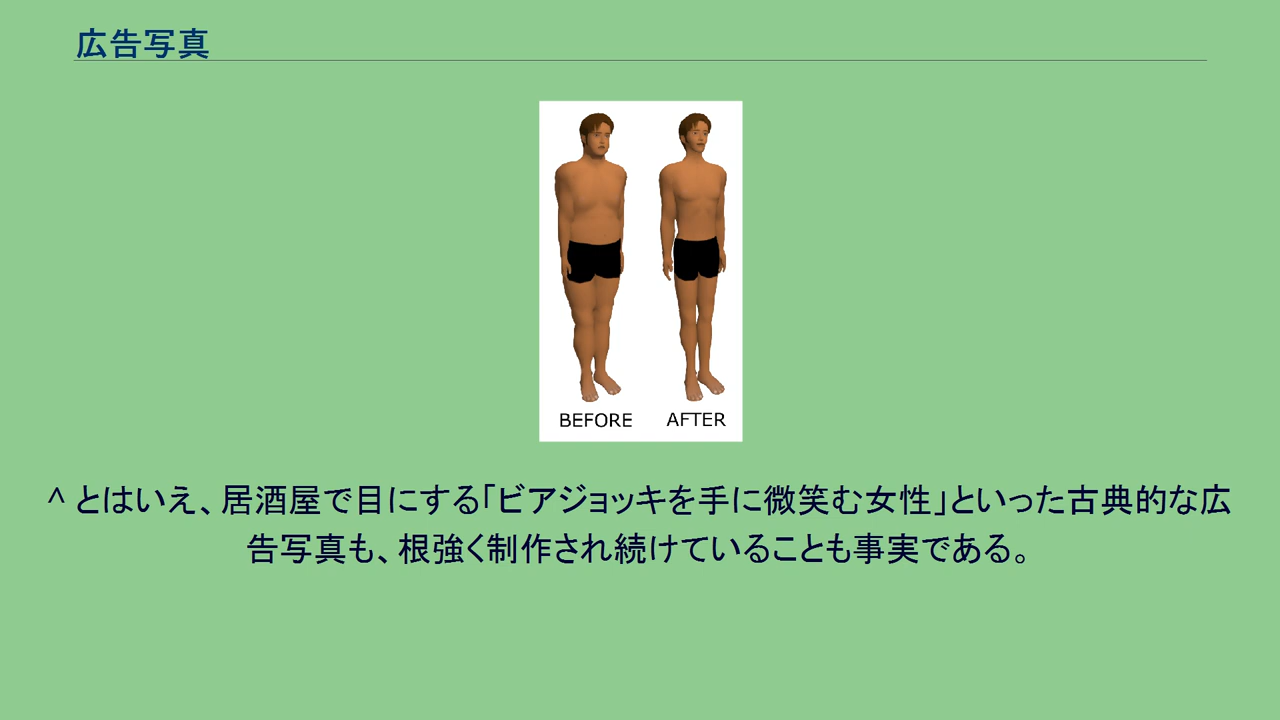 広告写真
BEFORE AFTER
^ とはいえ、居酒屋で目にする「ビアジョッキを手に微笑む女性」といった古典的な広
告写真も、根強く制作され続けていることも事実である。